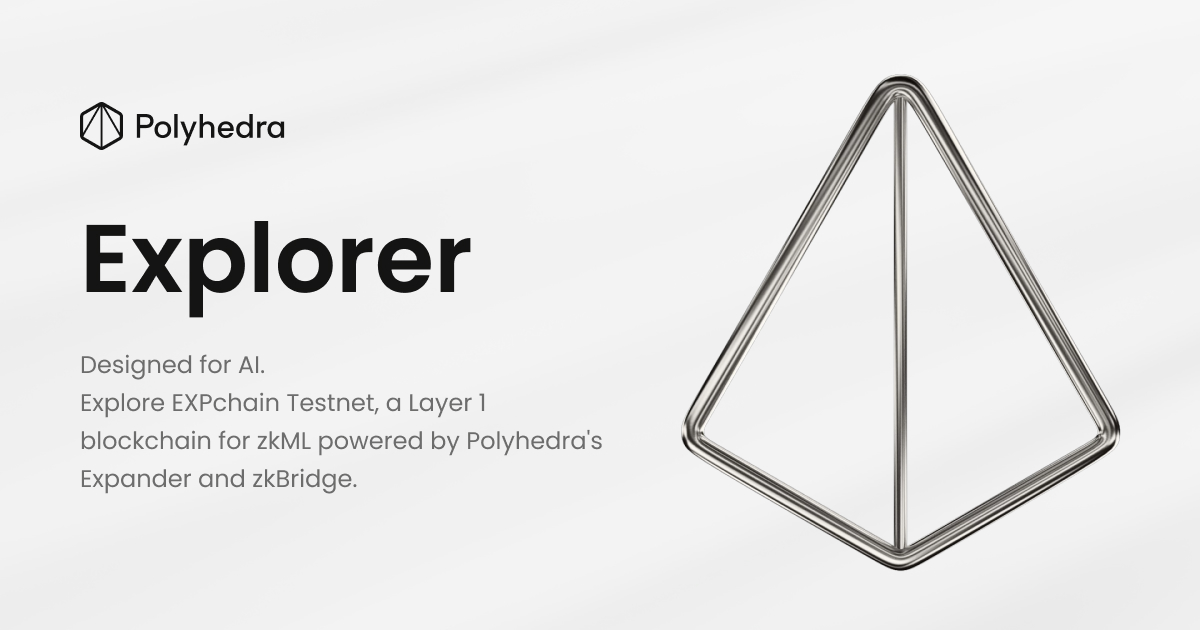 Polyhedra
Explorer
Designed for AI.
Explore EXPchain Testnet, a Layer 1
blockchain for zkML powered by Polyhedra's
Expander and zkBridge.